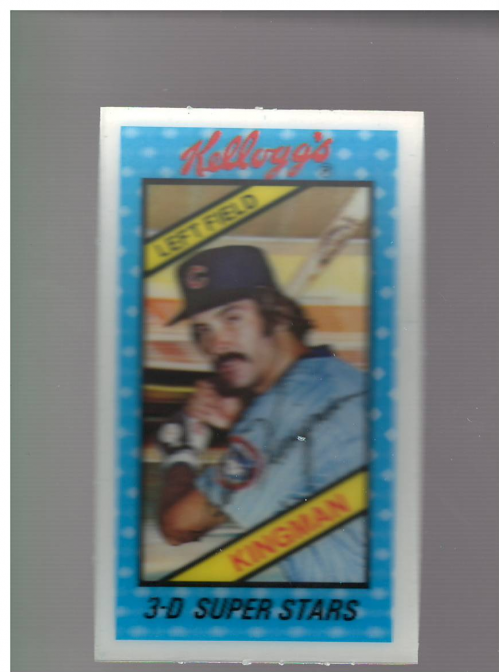 Kellogg's
®
LEFT FIELD
C
KINGMAN
3-D SUPER STARS